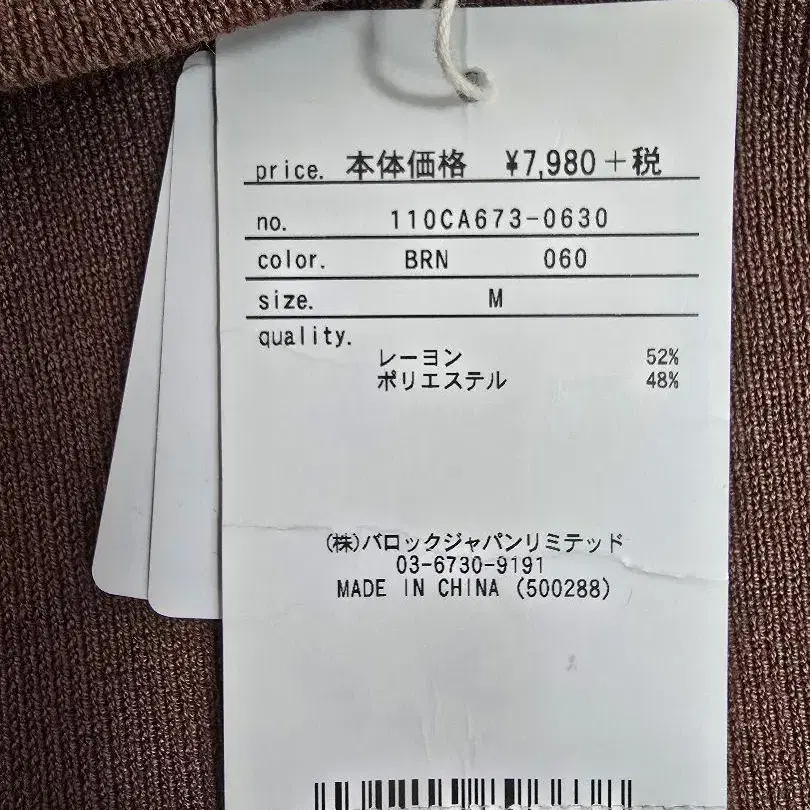 price. 本体価格 ¥7,980＋税
no. 110CA673-0630
color. BRN 060
size. M
quality.
レーヨン 52%
ポリエステル 48%
(株)バロックジャパンリミテッド
03-6730-9191
MADE IN CHINA (500288)